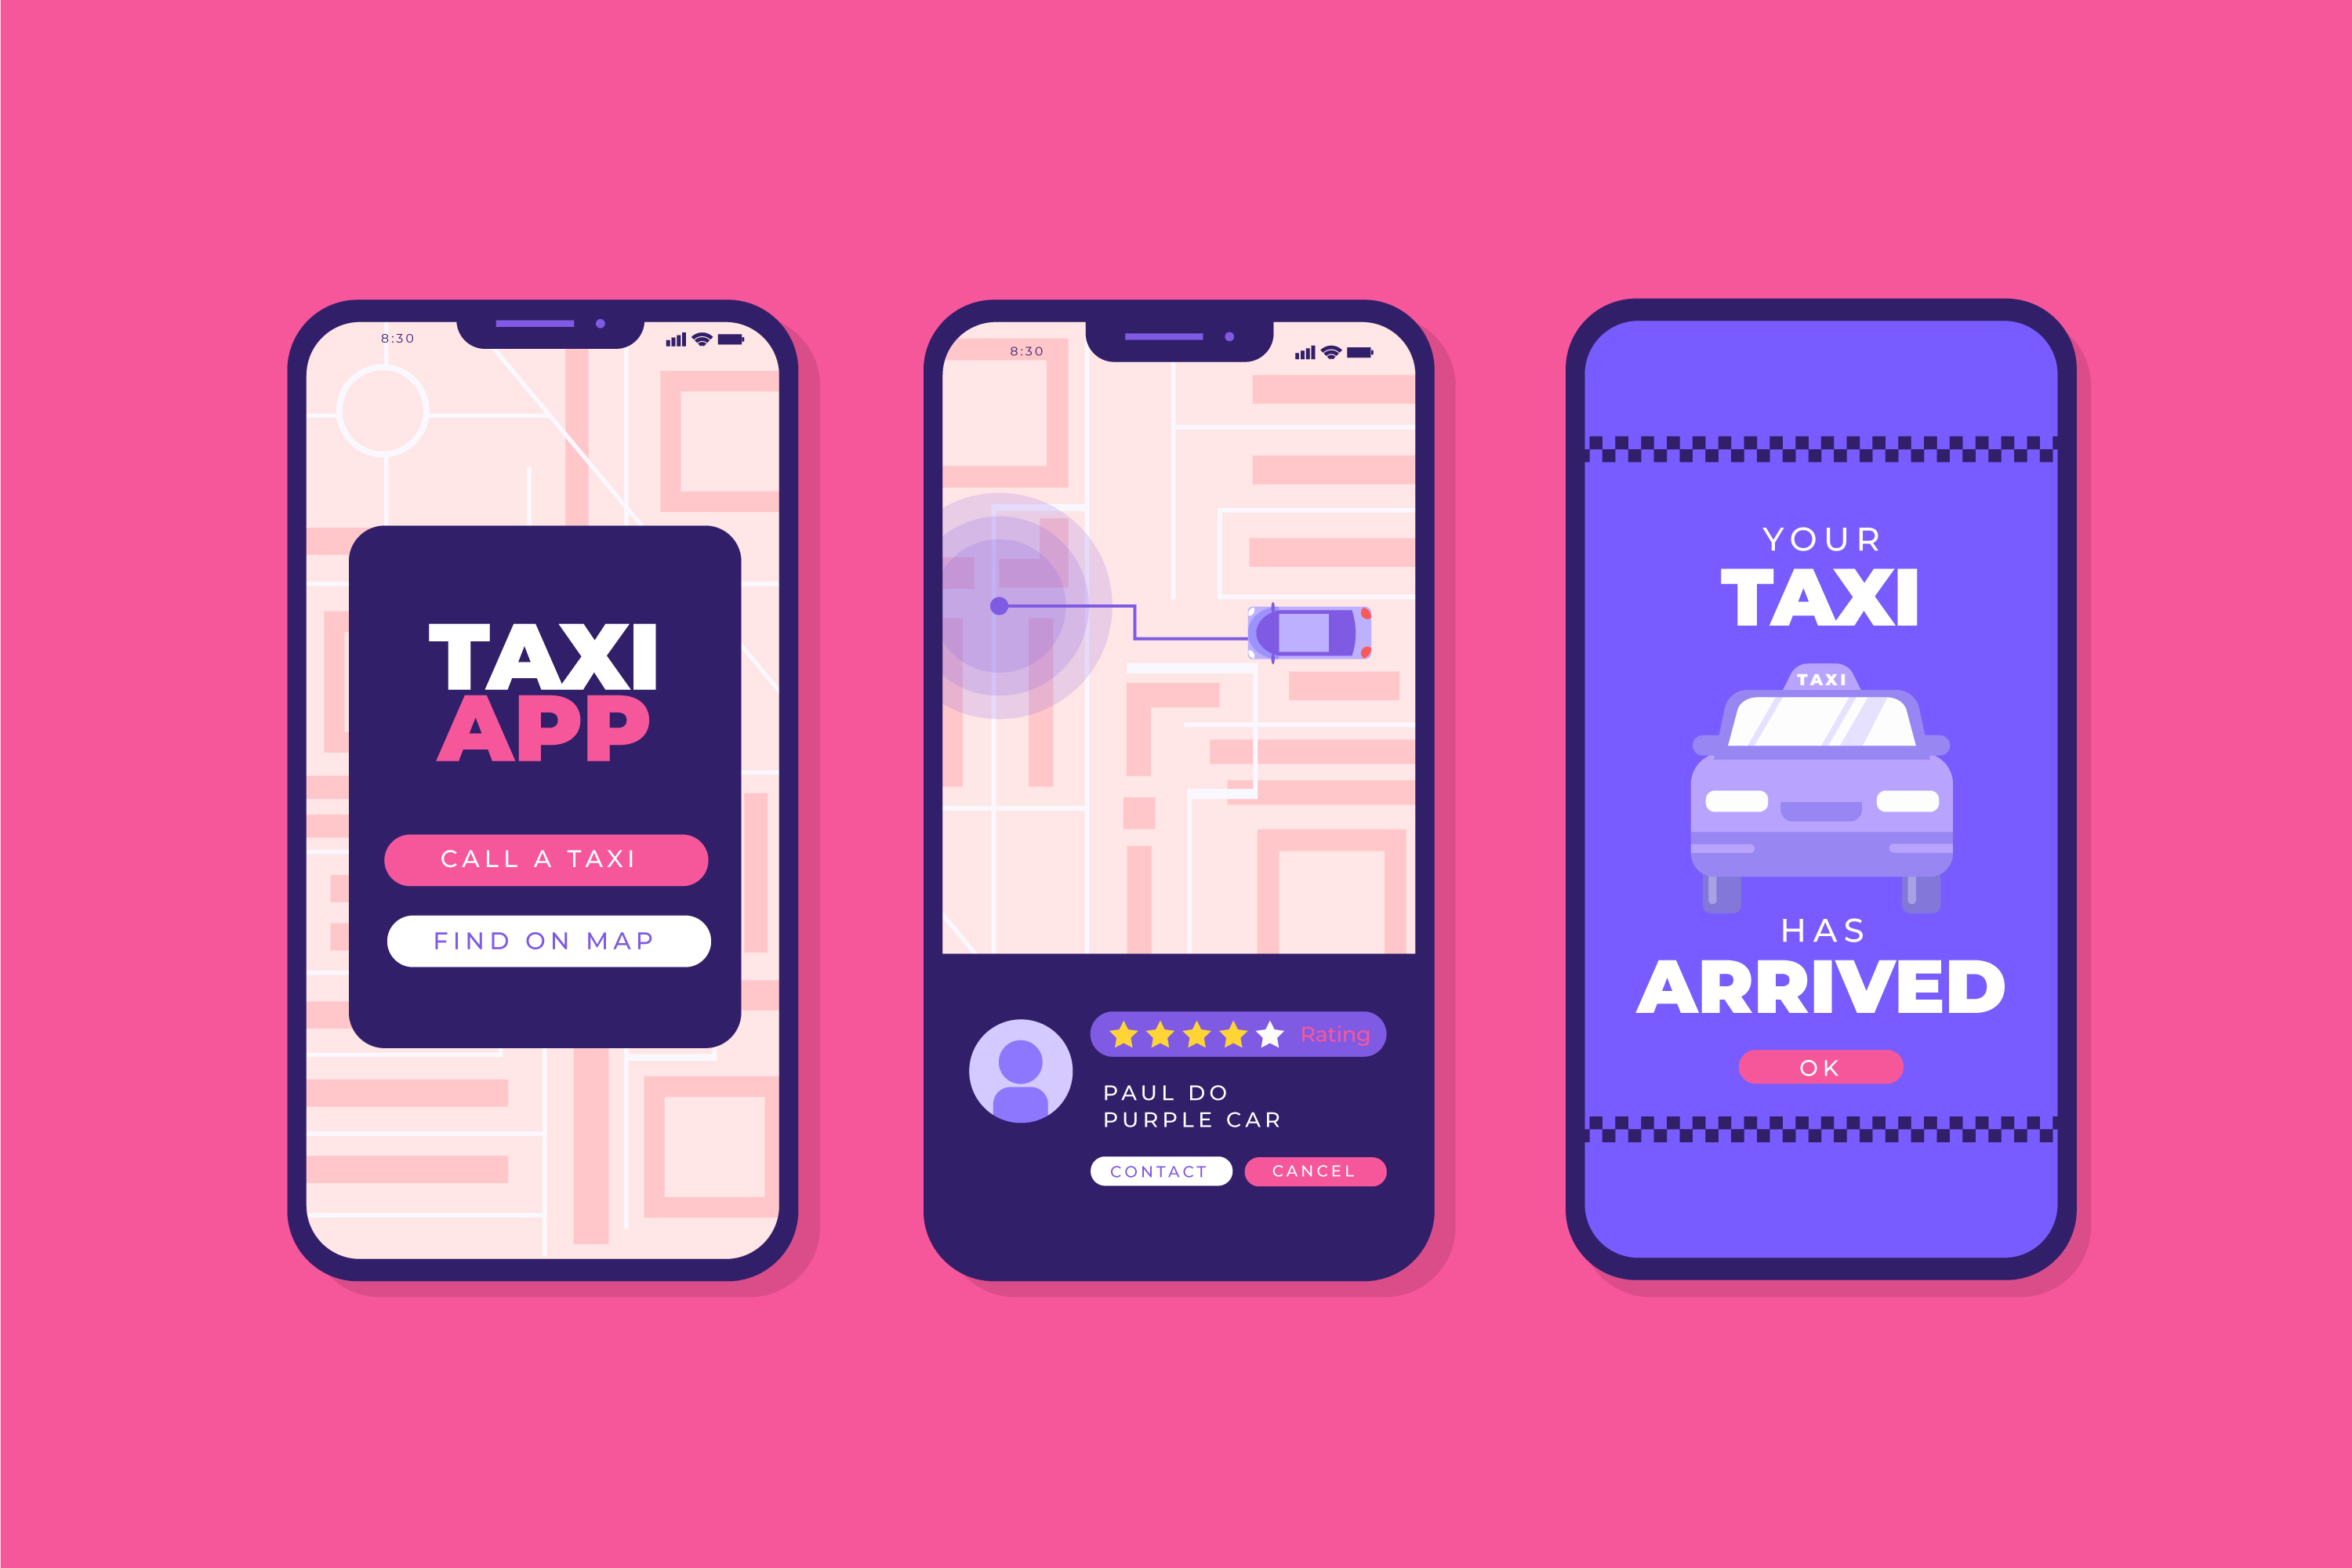 8:30
TAXI
APP
CALL A TAXI
FIND ON MAP
8:30
Rating
PAUL DO
PURPLE CAR
CONTACT
CANCEL
YOUR
TAXI
TAXI
HAS
ARRIVED
OK